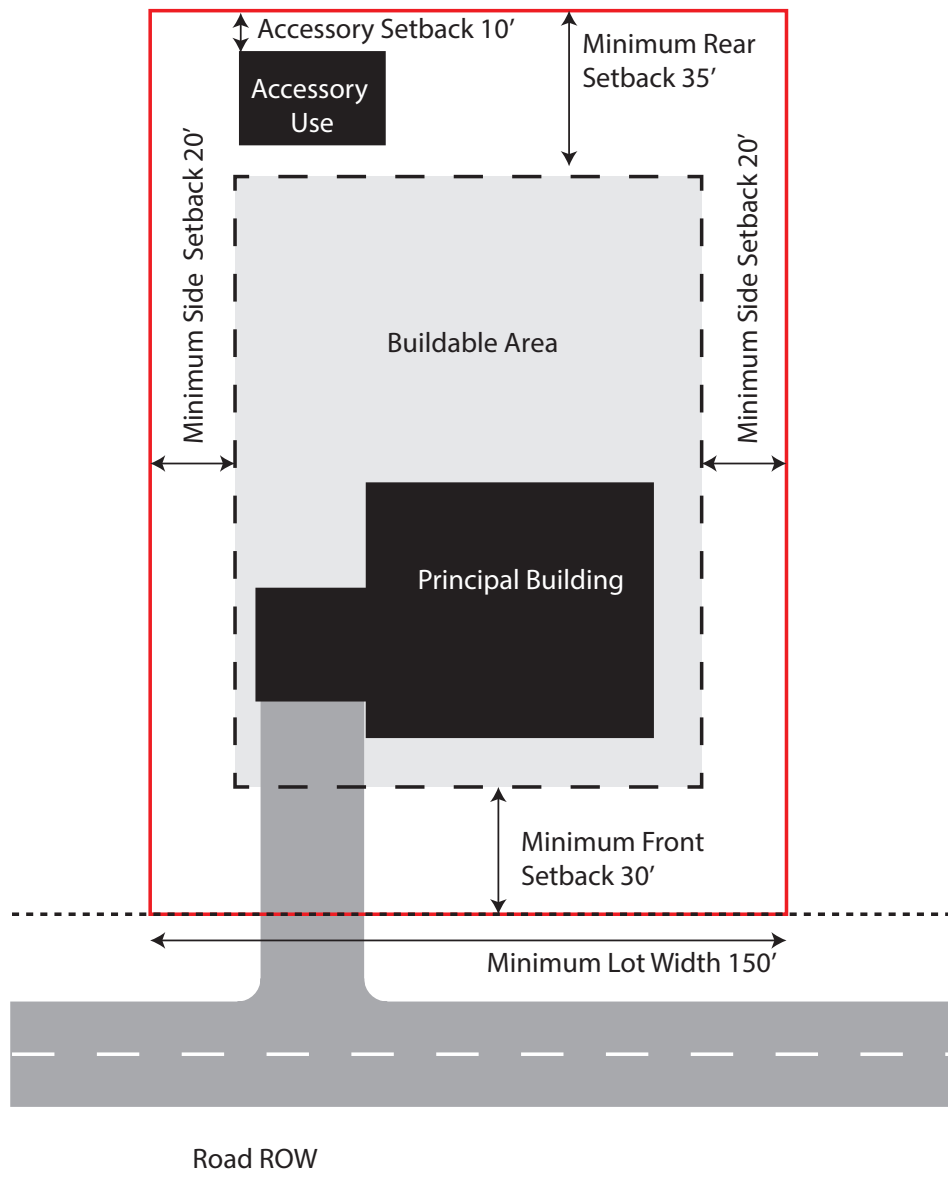 Accessory Setback 10’
Minimum Rear
Setback 35’
Accessory
Use
Minimum Side Setback 20’
Minimum Side Setback 20’
Buildable Area
Principal Building
Minimum Front
Setback 30’
Minimum Lot Width 150’
Road ROW